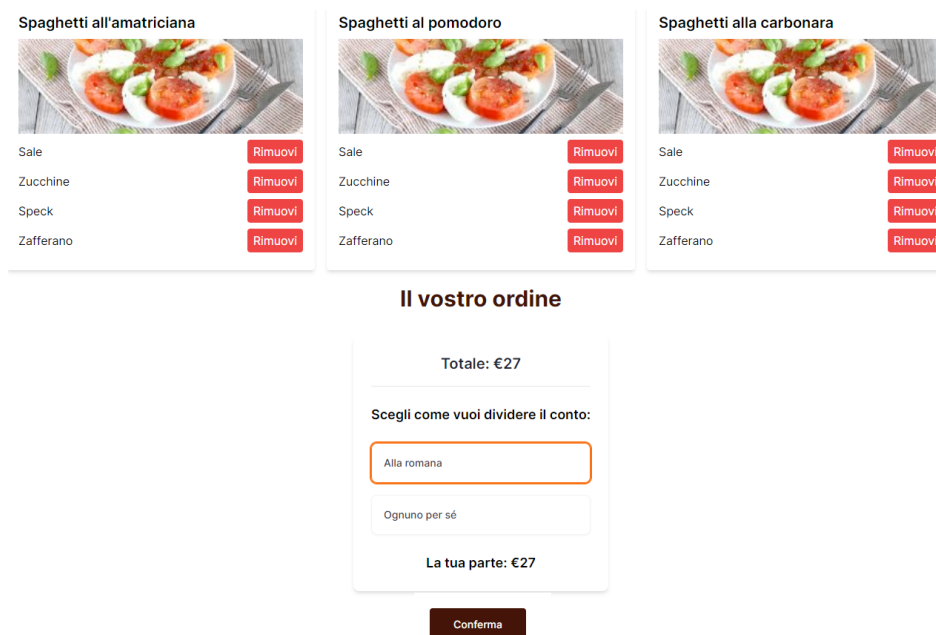 Spaghetti all'amatriciana
Spaghetti al pomodoro
Spaghetti alla carbonara
Sale Rimuovi
Sale Rimuovi
Sale Rimuovi
Zucchine Rimuovi
Zucchine Rimuovi
Zucchine Rimuovi
Speck Rimuovi
Speck Rimuovi
Speck Rimuovi
Zafferano Rimuovi
Zafferano Rimuovi
Zafferano Rimuovi
Il vostro ordine
Totale: €27
Scegli come vuoi dividere il conto:
Alla romana
Ognuno per sé
La tua parte: €27
Conferma